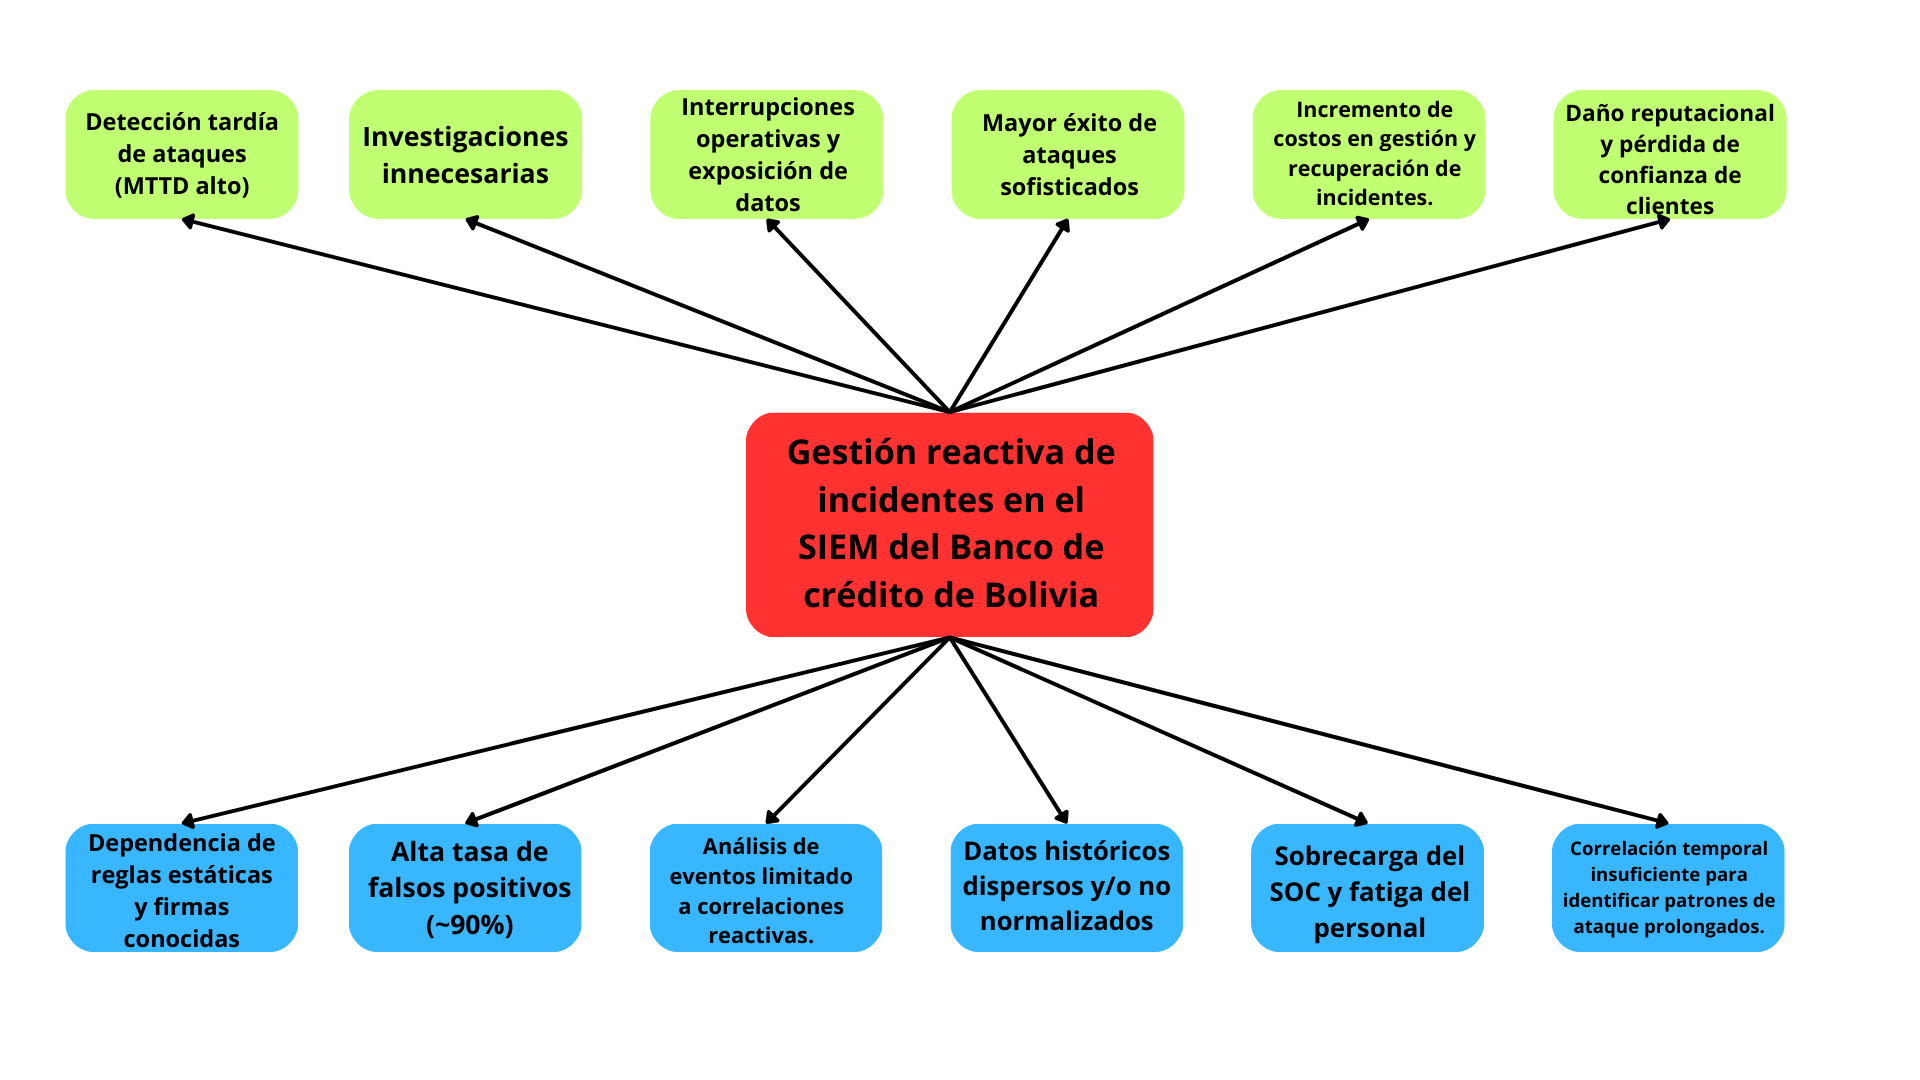 Detección tardía
de ataques
(MTTD alto)
Investigaciones
innecesarias
Interrupciones
operativas y
exposición de
datos
Mayor éxito de
ataques
sofisticados
Incremento de
costos en gestión y
recuperación de
incidentes.
Daño reputacional
y pérdida de
confianza de
clientes
Gestión reactiva de
incidentes en el
SIEM del Banco de
crédito de Bolivia
Dependencia de
reglas estáticas
y firmas
conocidas
Alta tasa de
falsos positivos
(~90%)
Análisis de
eventos limitado
a correlaciones
reactivas.
Datos históricos
dispersos y/o no
normalizados
Sobrecarga del
SOC y fatiga del
personal
Correlación temporal
insuficiente para
identificar patrones de
ataque prolongados.